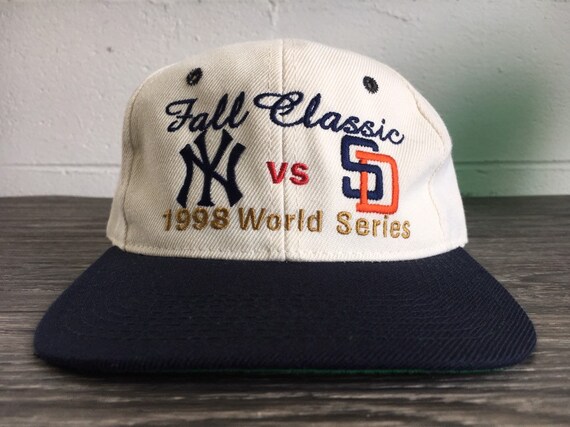 Fall Classic
NY vs SD
1998 World Series